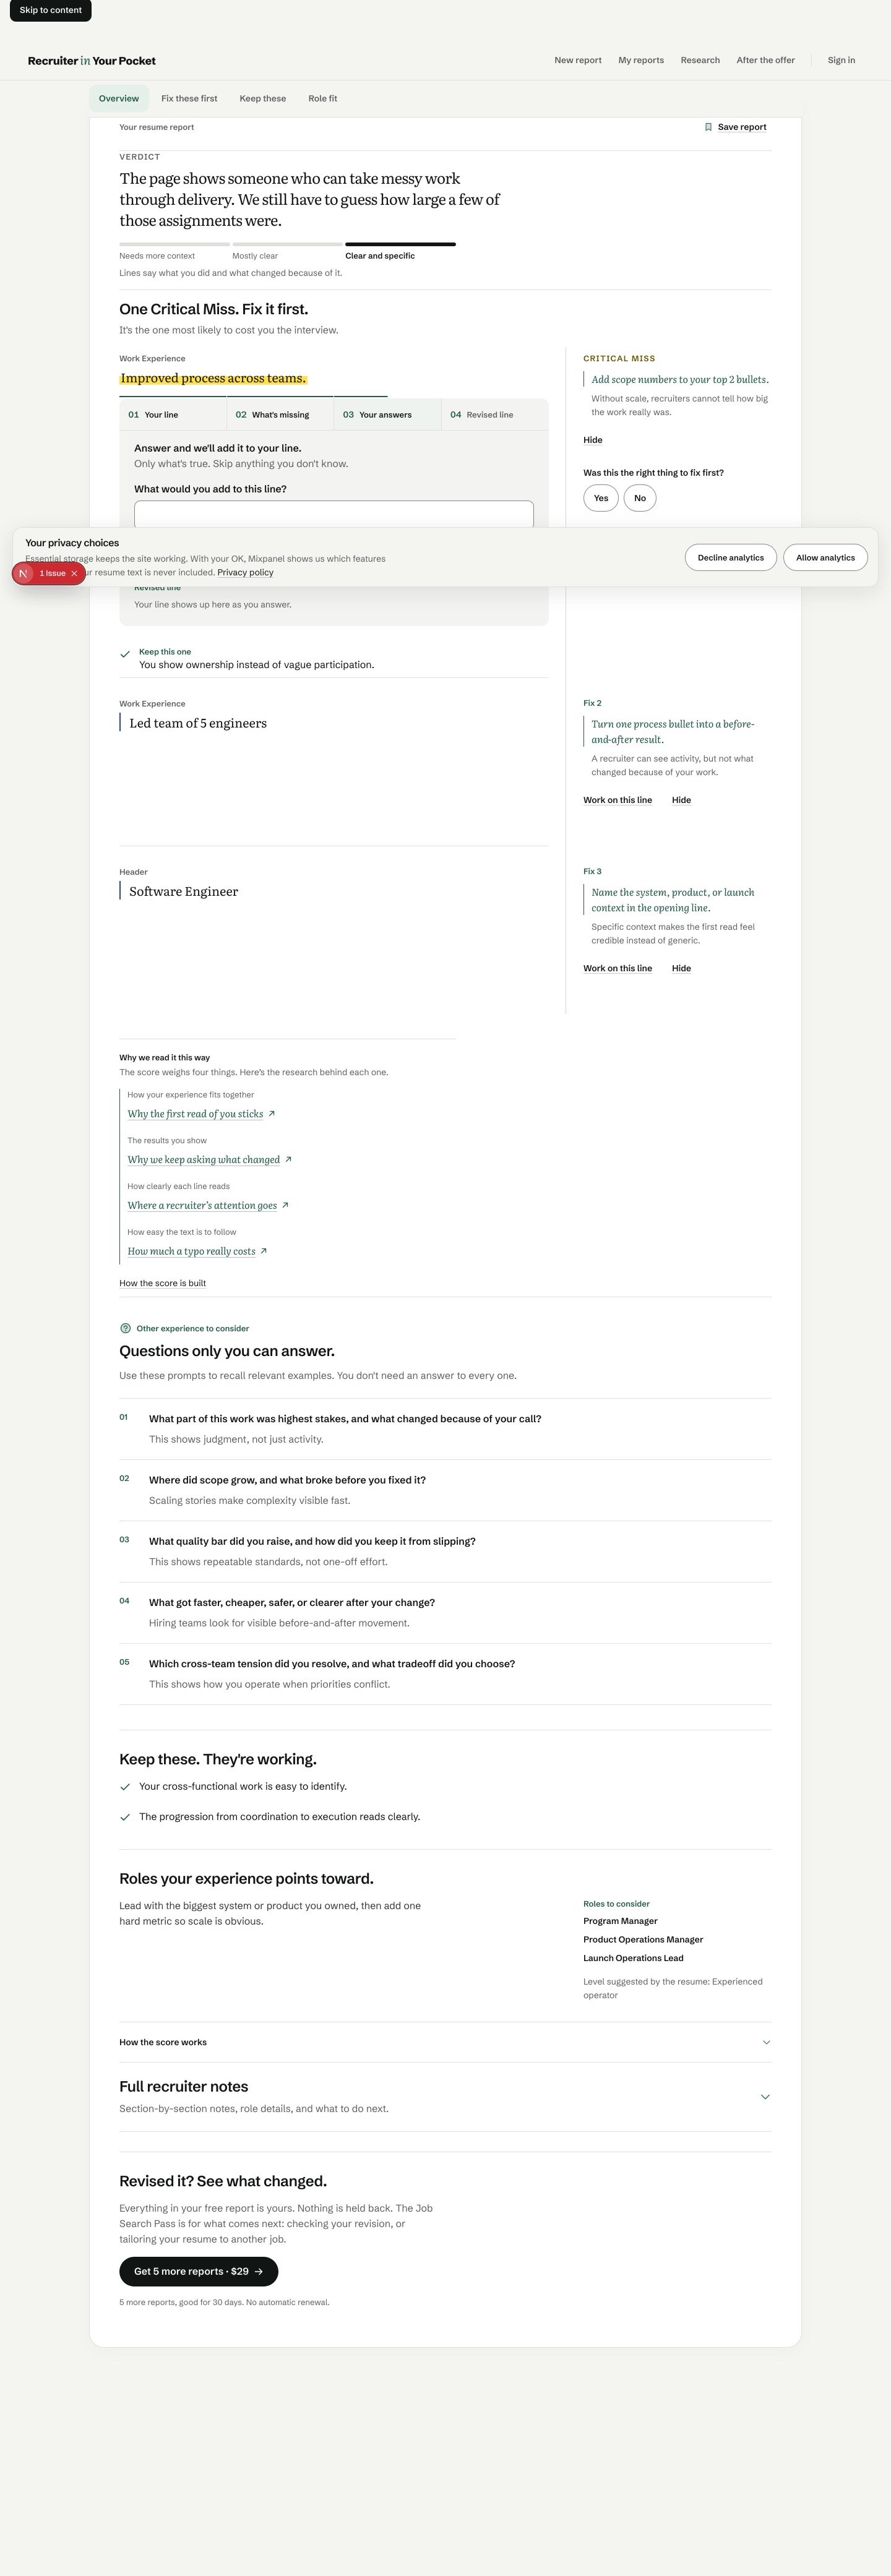 Skip to content
Recruiter in Your Pocket
New report My reports Research After the offer Sign in
Overview Fix these first Keep these Role fit
Your resume report
Save report
VERDICT
The page shows someone who can take messy work
through delivery. We still have to guess how large a few of
those assignments were.
Needs more context Mostly clear Clear and specific
Lines say what you did and what changed because of it.
One Critical Miss. Fix it first.
It's the one most likely to cost you the interview.
Work Experience
Improved process across teams.
01 Your line 02 What's missing 03 Your answers 04 Revised line
Answer and we'll add it to your line.
Only what's true. Skip anything you don't know.
What would you add to this line?
CRITICAL MISS
Add scope numbers to your top 2 bullets.
Without scale, recruiters cannot tell how big
the work really was.
Hide
Was this the right thing to fix first?
Yes No
Your privacy choices
Essential storage keeps the site working. With your OK, Mixpanel shows us which features
ur resume text is never included. Privacy policy
N 1 Issue
Decline analytics Allow analytics
Revised line
Your line shows up here as you answer.
Keep this one
You show ownership instead of vague participation.
Work Experience
Led team of 5 engineers
Fix 2
Turn one process bullet into a before-
and-after result.
A recruiter can see activity, but not what
changed because of your work.
Work on this line Hide
Header
Software Engineer
Fix 3
Name the system, product, or launch
context in the opening line.
Specific context makes the first read feel
credible instead of generic.
Work on this line Hide
Why we read it this way
The score weighs four things. Here's the research behind each one.
How your experience fits together
Why the first read of you sticks
The results you show
Why we keep asking what changed
How clearly each line reads
Where a recruiter's attention goes
How easy the text is to follow
How much a typo really costs
How the score is built
Other experience to consider
Questions only you can answer.
Use these prompts to recall relevant examples. You don't need an answer to every one.
01 What part of this work was highest stakes, and what changed because of your call?
This shows judgment, not just activity.
02 Where did scope grow, and what broke before you fixed it?
Scaling stories make complexity visible fast.
03 What quality bar did you raise, and how did you keep it from slipping?
This shows repeatable standards, not one-off effort.
04 What got faster, cheaper, safer, or clearer after your change?
Hiring teams look for visible before-and-after movement.
05 Which cross-team tension did you resolve, and what tradeoff did you choose?
This shows how you operate when priorities conflict.
Keep these. They're working.
Your cross-functional work is easy to identify.
The progression from coordination to execution reads clearly.
Roles your experience points toward.
Lead with the biggest system or product you owned, then add one
hard metric so scale is obvious.
Roles to consider
Program Manager
Product Operations Manager
Launch Operations Lead
Level suggested by the resume: Experienced
operator
How the score works
Full recruiter notes
Section-by-section notes, role details, and what to do next.
Revised it? See what changed.
Everything in your free report is yours. Nothing is held back. The Job
Search Pass is for what comes next: checking your revision, or
tailoring your resume to another job.
Get 5 more reports · $29 →
5 more reports, good for 30 days. No automatic renewal.